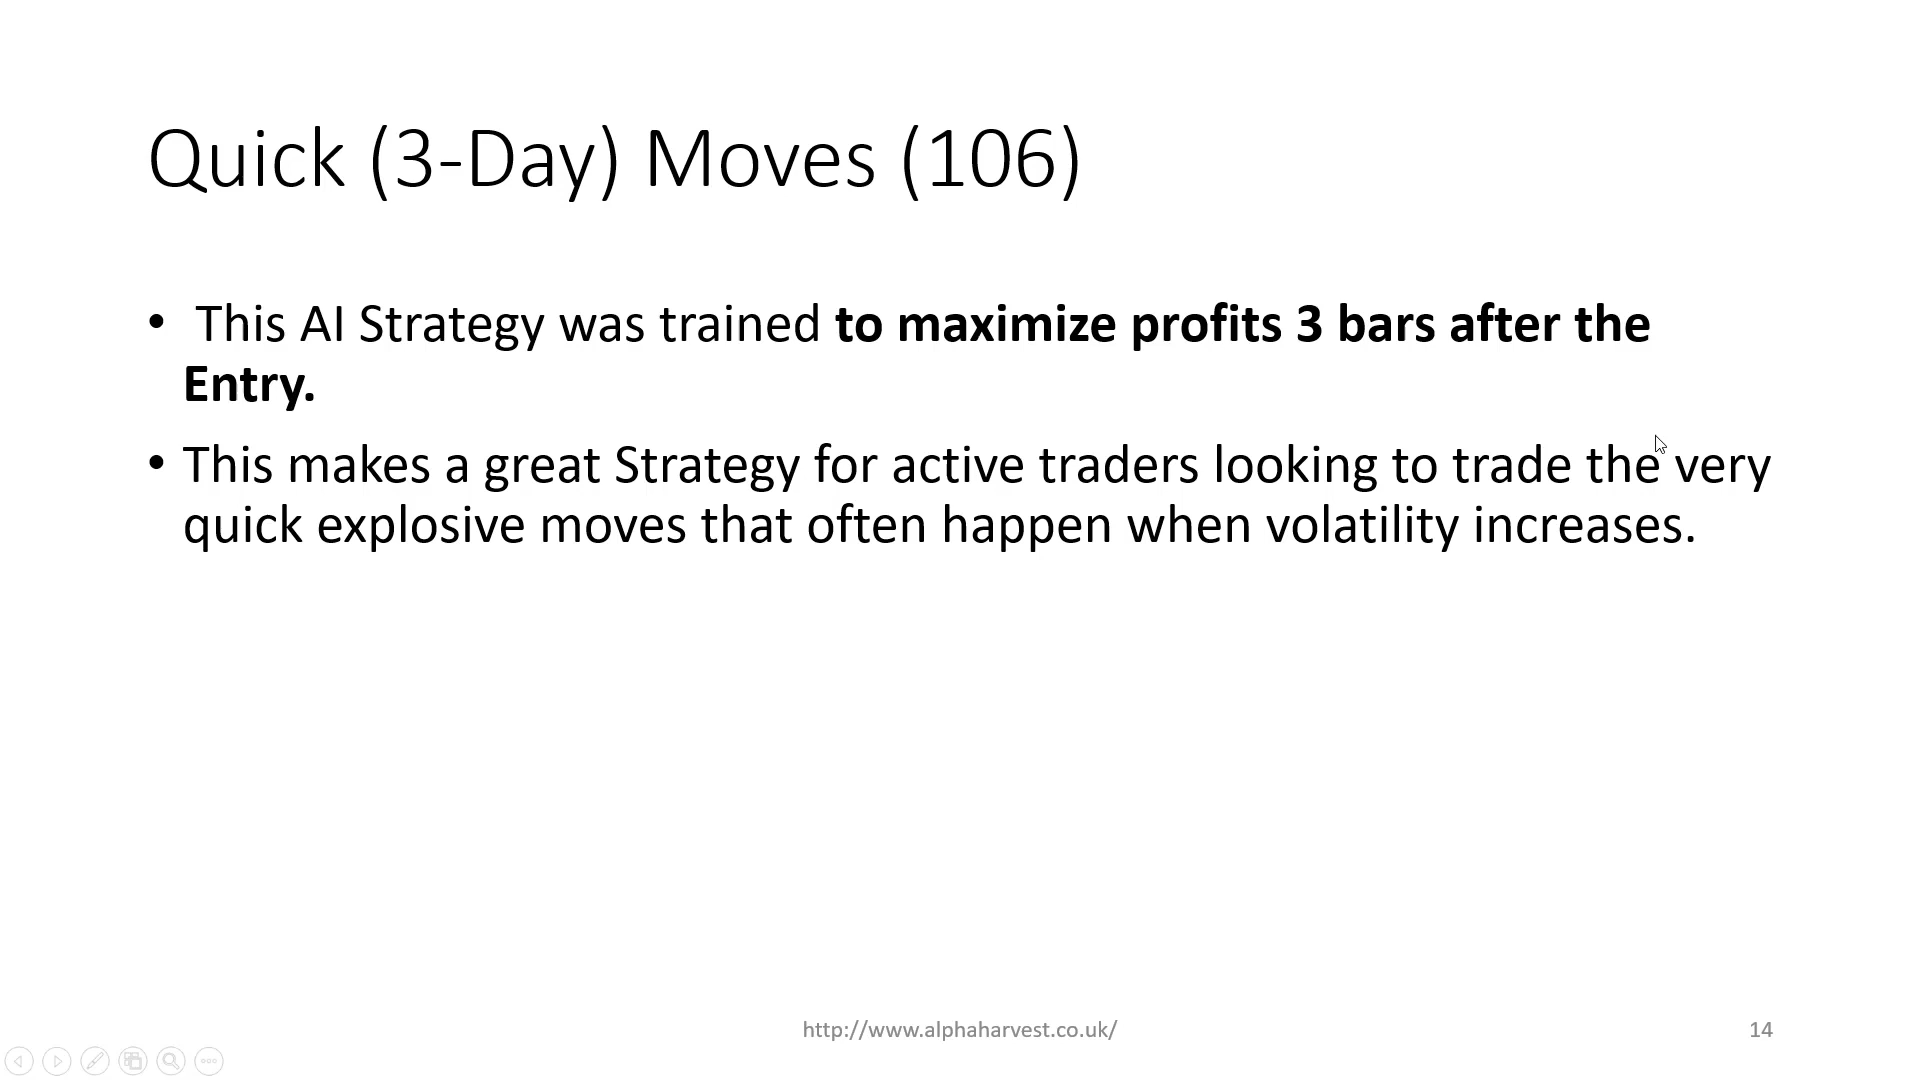 Quick (3-Day) Moves (106)
• This AI Strategy was trained to maximize profits 3 bars after the
Entry.
• This makes a great Strategy for active traders looking to trade the very
quick explosive moves that often happen when volatility increases.
http://www.alphaharvest.co.uk/
14